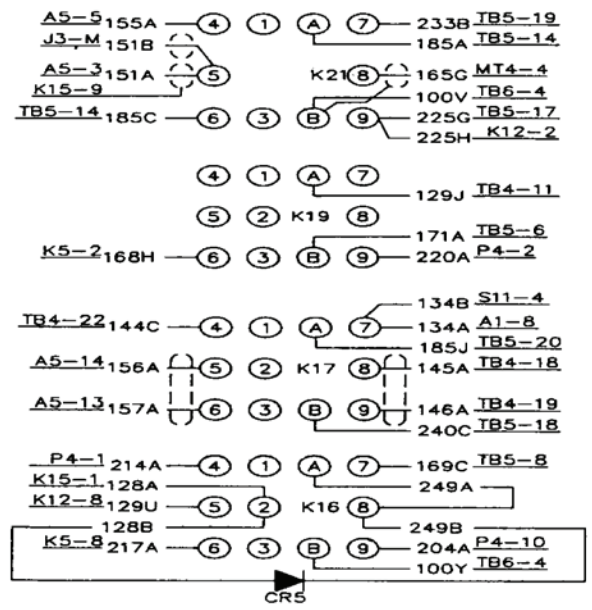 A5-5 155A 4 1 A 7 233B TB5-19
J3-M 151B 185A TB5-14
A5-3 151A 5 K21 8 165G MT4-4
K15-9 100V TB6-4
TB5-14 185C 6 3 B 9 225G TB5-17
225H K12-2
4 1 A 7
129J TB4-11
5 2 K19 8
171A TB5-6
K5-2 168H 6 3 B 9 220A P4-2
134B S11-4
TB4-22 144C 4 1 A 7 134A A1-8
185J TB5-20
A5-14 156A 5 2 K17 8 145A TB4-18
A5-13 157A 6 3 B 9 146A TB4-19
240C TB5-18
P4-1 214A 4 1 A 7 169C TB5-8
K15-1 128A 249A
K12-8 129U 5 2 K16 8
128B 249B
K5-8 217A 6 3 B 9 204A P4-10
100Y TB6-4
CR5